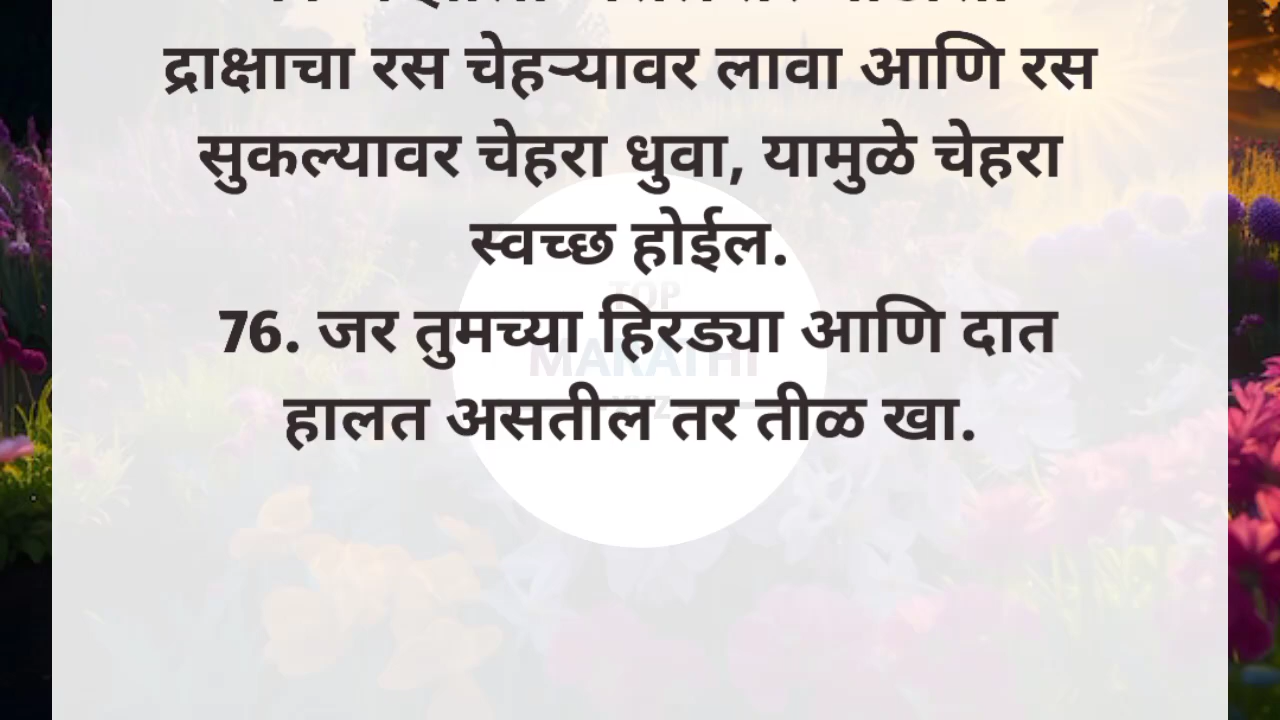 द्राक्षाचा रस चेहऱ्यावर लावा आणि रस
सुकल्यावर चेहरा धुवा, यामुळे चेहरा
स्वच्छ होईल.
TOP
76. जर तुमच्या हिरड्या आणि दात
MARATHI
हालत असतील तर तीळ खा.